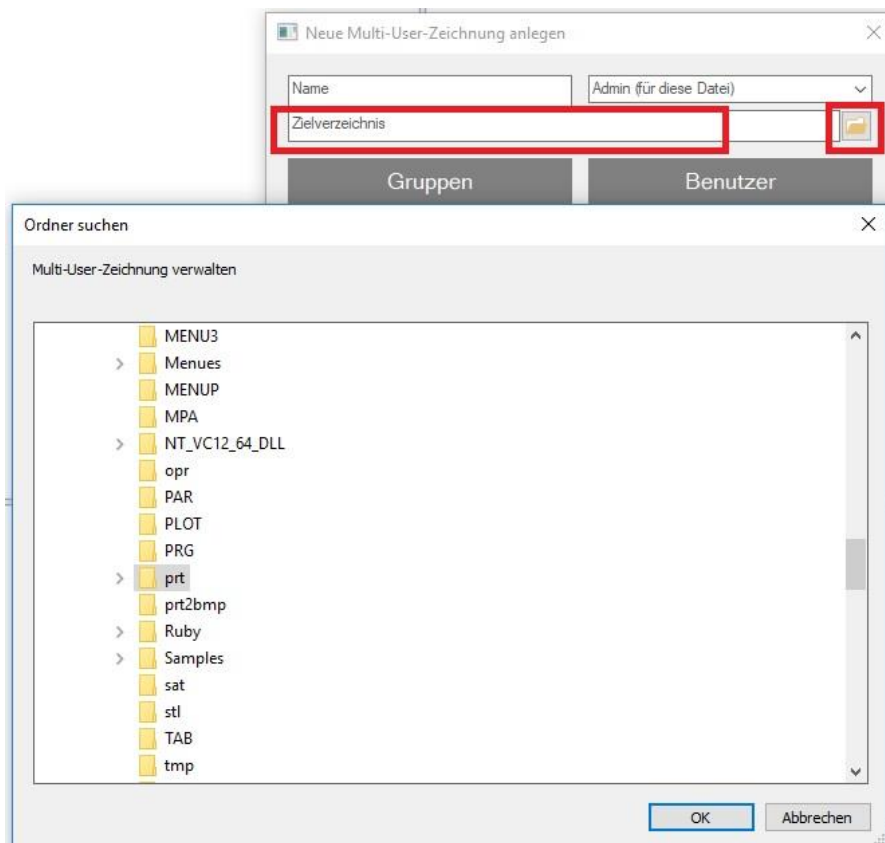 Neue Multi-User-Zeichnung anlegen
Name
Admin (für diese Datei)
Zielverzeichnis
Gruppen
Benutzer
Ordner suchen
Multi-User-Zeichnung verwalten
MENU3
Menues
MENUP
MPA
NT_VC12_64_DLL
opr
PAR
PLOT
PRG
prt
prt2bmp
Ruby
Samples
sat
stl
TAB
tmp
OK
Abbrechen